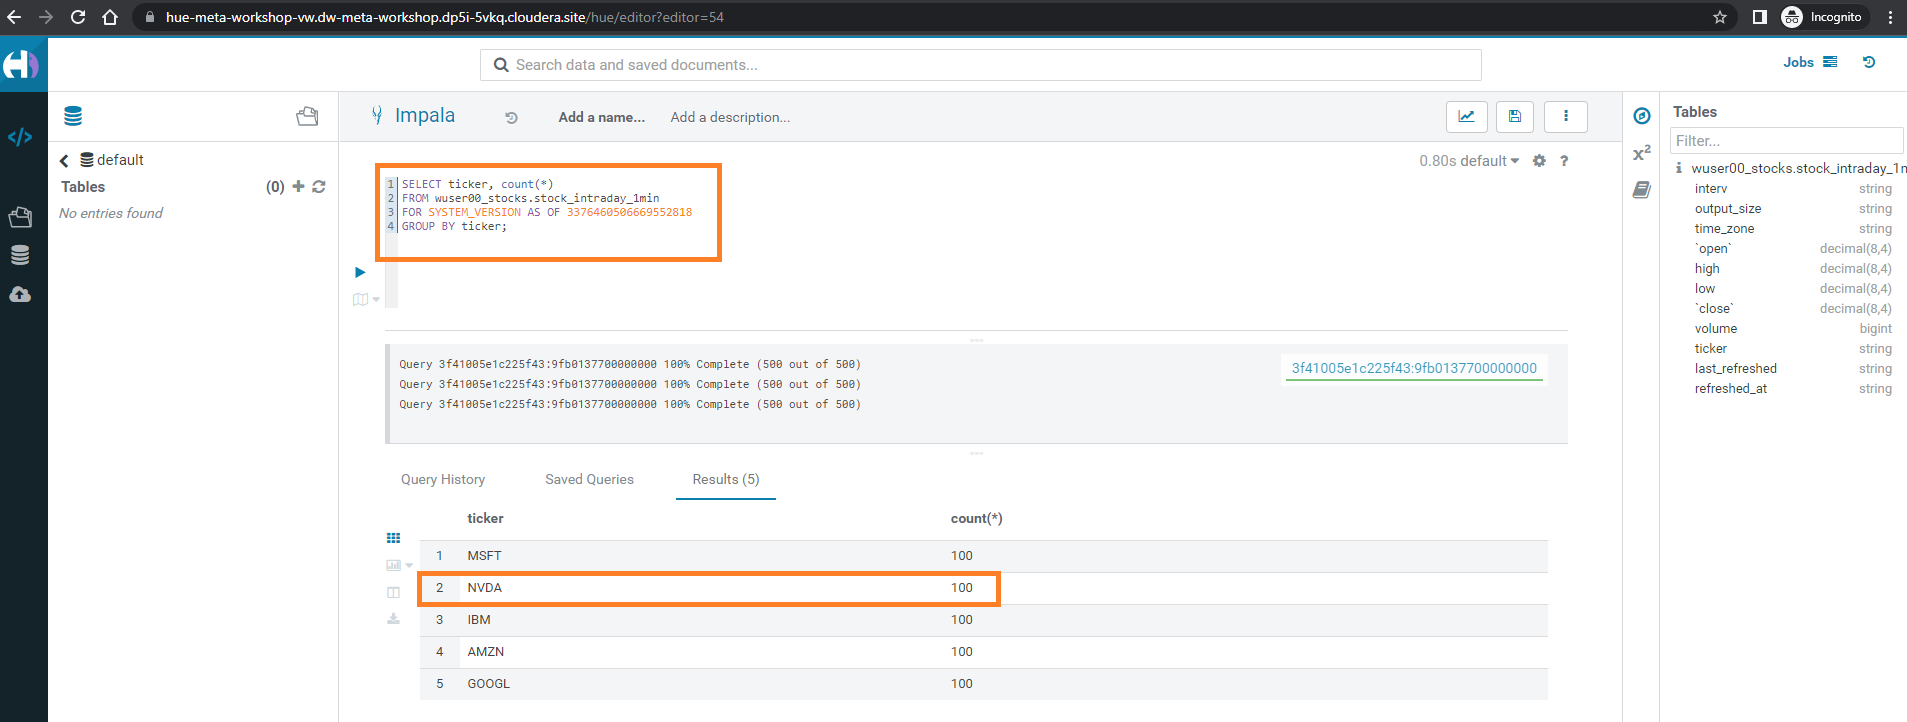 hue-meta-workshop-vw.dw-meta-workshop.dp5i-5vkq.cloudera.site/hue/editor?editor=54
Incognito
Search data and saved documents...
Jobs
Impala
Add a name...
Add a description...
default
Tables
(0)
No entries found
0.80s default
?
1 SELECT ticker, count(*)
2 FROM wuser00_stocks.stock_intraday_1min
3 FOR SYSTEM_VERSION AS OF 3376460506669552818
4 GROUP BY ticker;
Query 3f41005e1c225f43:9fb0137700000000 100% Complete (500 out of 500)
Query 3f41005e1c225f43:9fb0137700000000 100% Complete (500 out of 500)
Query 3f41005e1c225f43:9fb0137700000000 100% Complete (500 out of 500)
3f41005e1c225f43:9fb0137700000000
Query History
Saved Queries
Results (5)
ticker count(*)
1 MSFT 100
2 NVDA 100
3 IBM 100
4 AMZN 100
5 GOOGL 100
x²
Tables
Filter...
wuser00_stocks.stock_intraday_1m
interv string
output_size string
time_zone string
`open` decimal(8,4)
high decimal(8,4)
low decimal(8,4)
`close` decimal(8,4)
volume bigint
ticker string
last_refreshed string
refreshed_at string